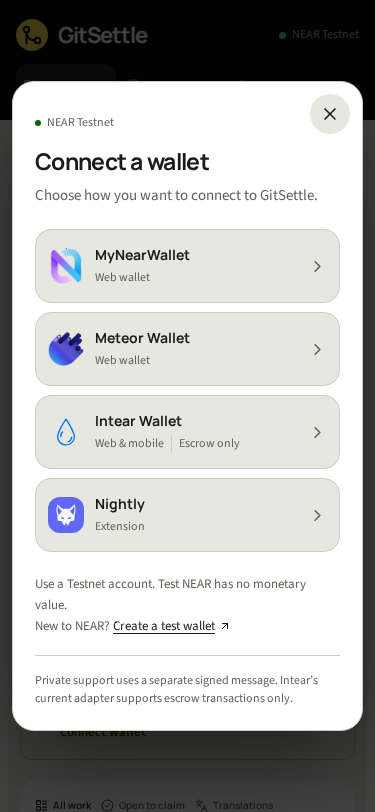 GitSettle
NEAR Testnet
NEAR Testnet
Connect a wallet
Choose how you want to connect to GitSettle.
MyNearWallet
Web wallet
Meteor Wallet
Web wallet
Intear Wallet
Web & mobile | Escrow only
Nightly
Extension
Use a Testnet account. Test NEAR has no monetary
value.
New to NEAR? Create a test wallet ↗
Private support uses a separate signed message. Intear's
current adapter supports escrow transactions only.
Connect wallet
All work Open to claim Translations